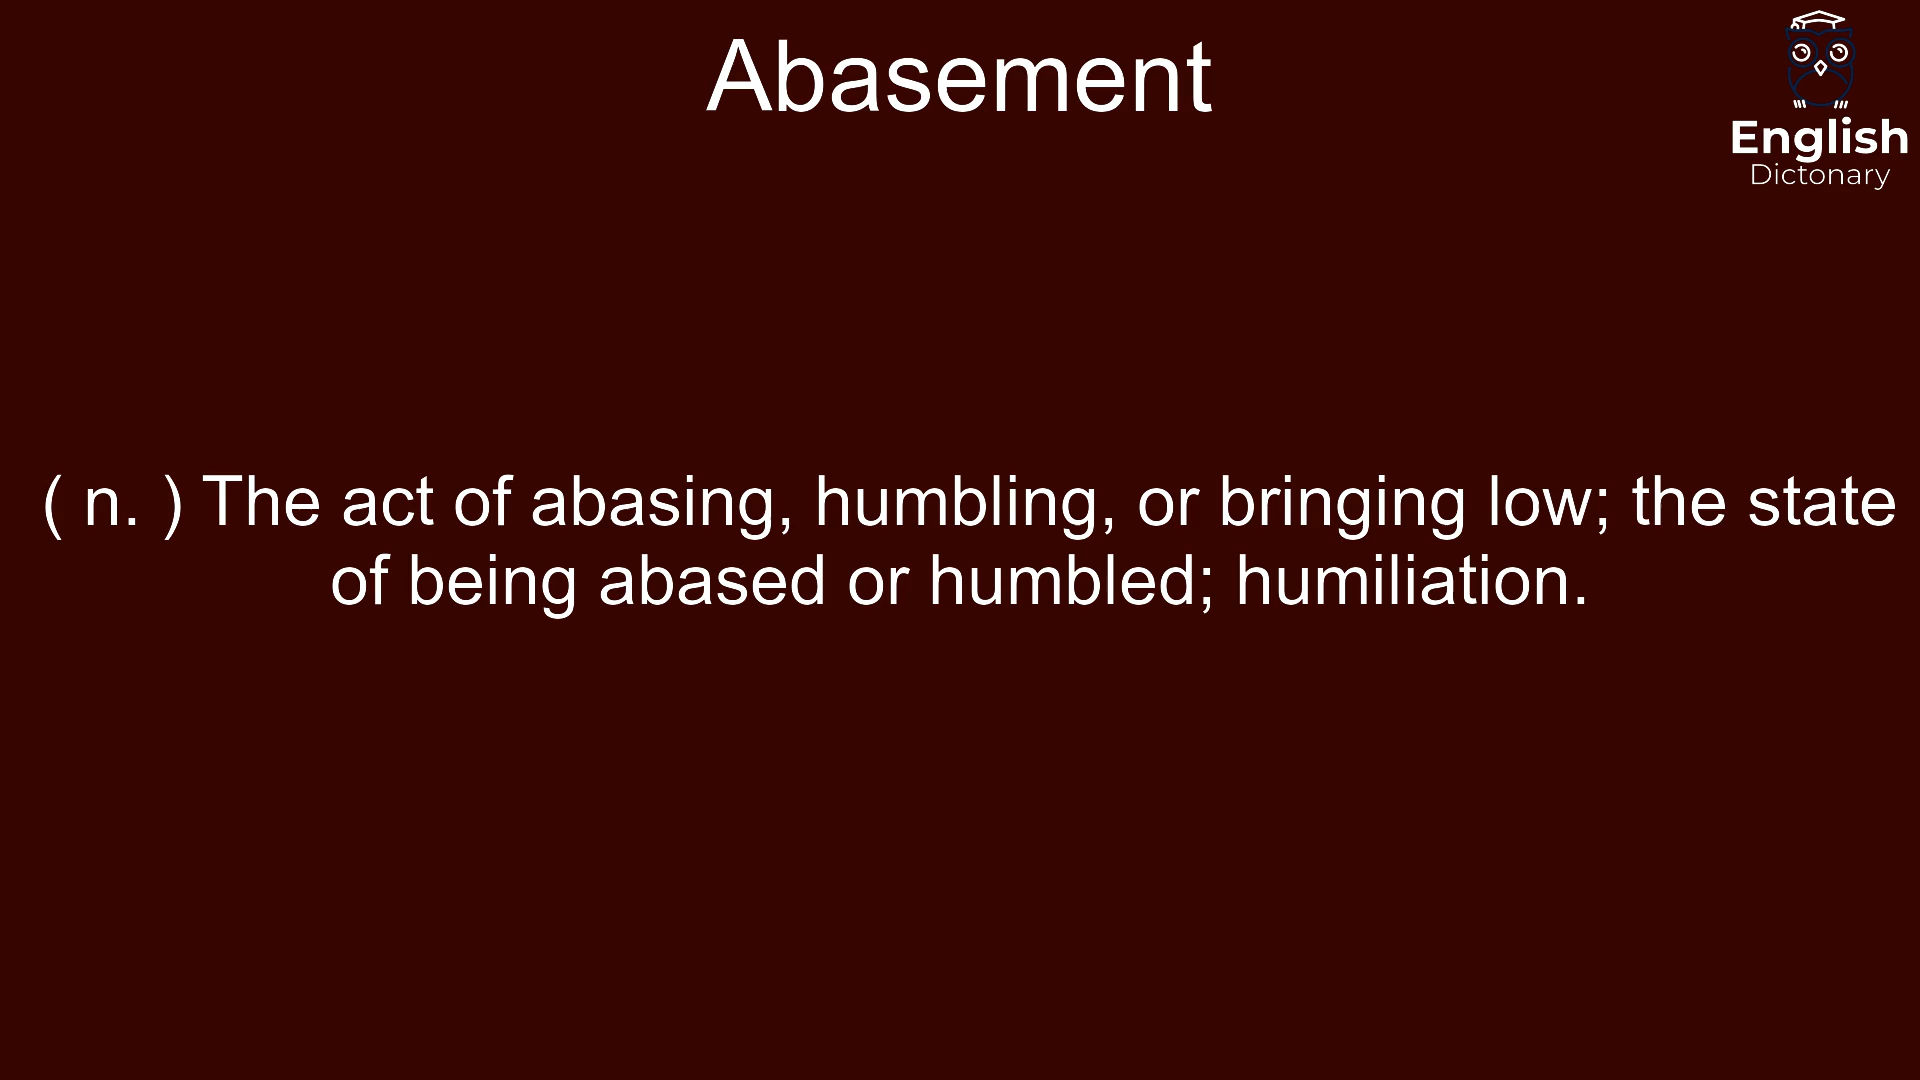 Abasement
English
Dictonary
( n. ) The act of abasing, humbling, or bringing low; the state
of being abased or humbled; humiliation.